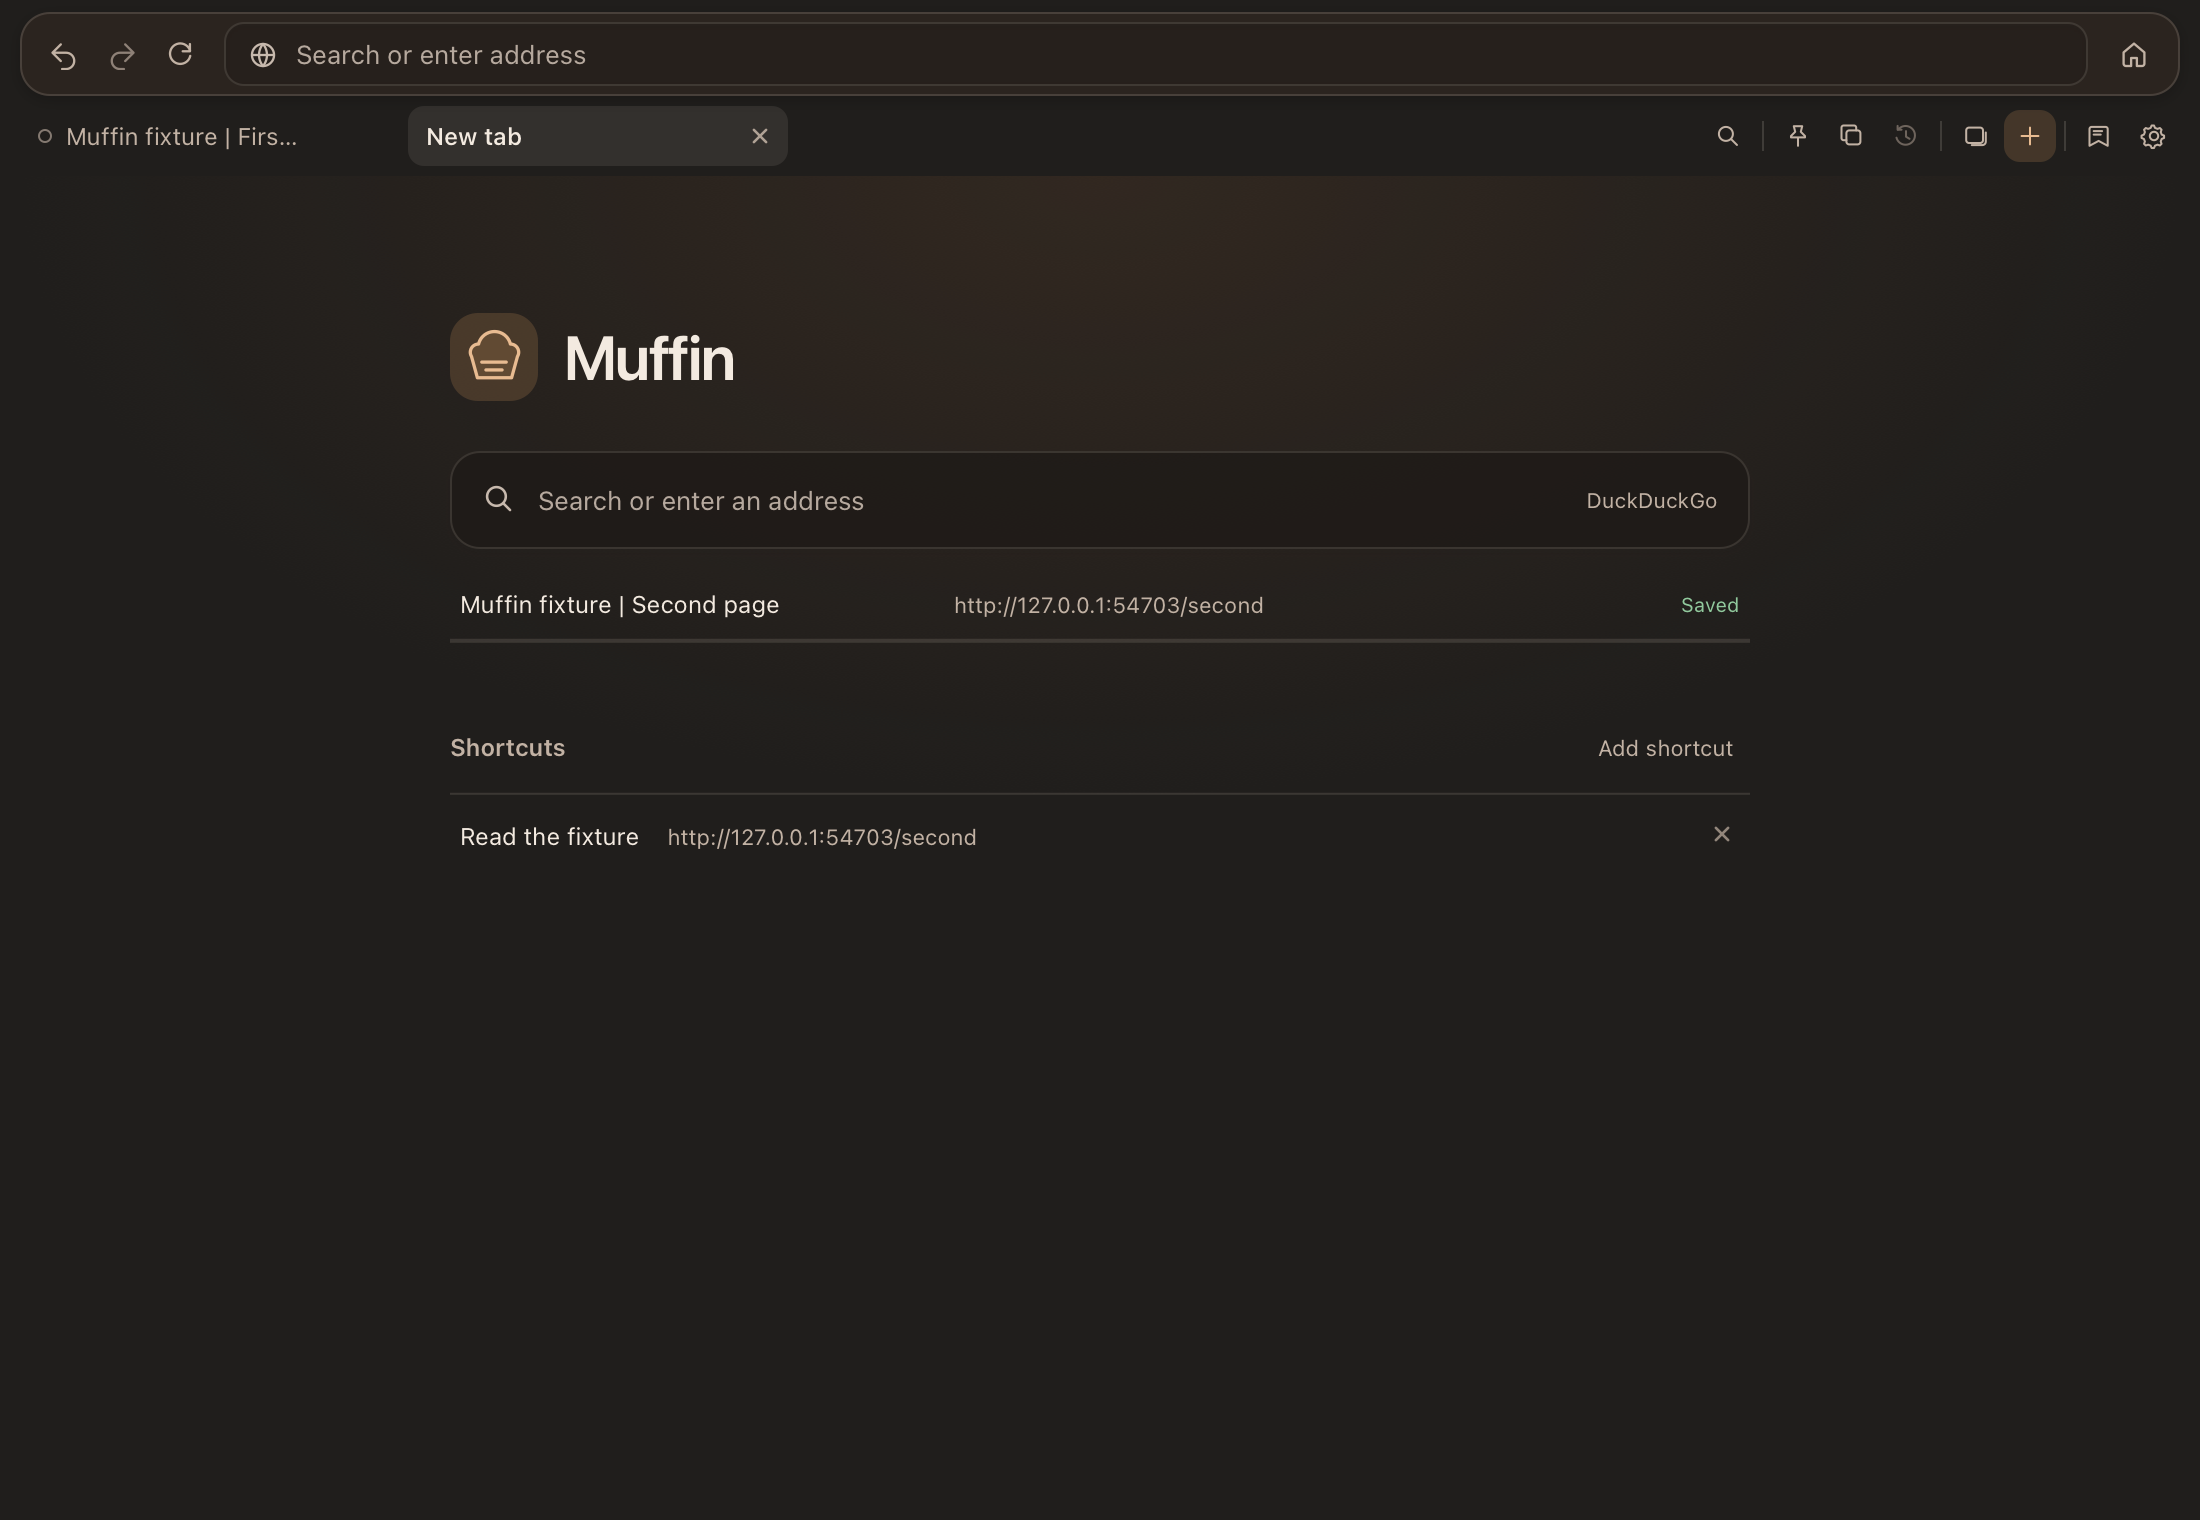 Search or enter address
Muffin fixture | Firs...
New tab
Muffin
Search or enter an address
DuckDuckGo
Muffin fixture | Second page
http://127.0.0.1:54703/second
Saved
Shortcuts
Add shortcut
Read the fixture
http://127.0.0.1:54703/second